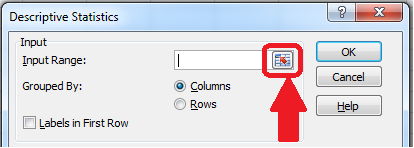 Descriptive Statistics
Input
Input Range:
OK
Cancel
Grouped By:
Columns
Rows
Help
Labels in First Row